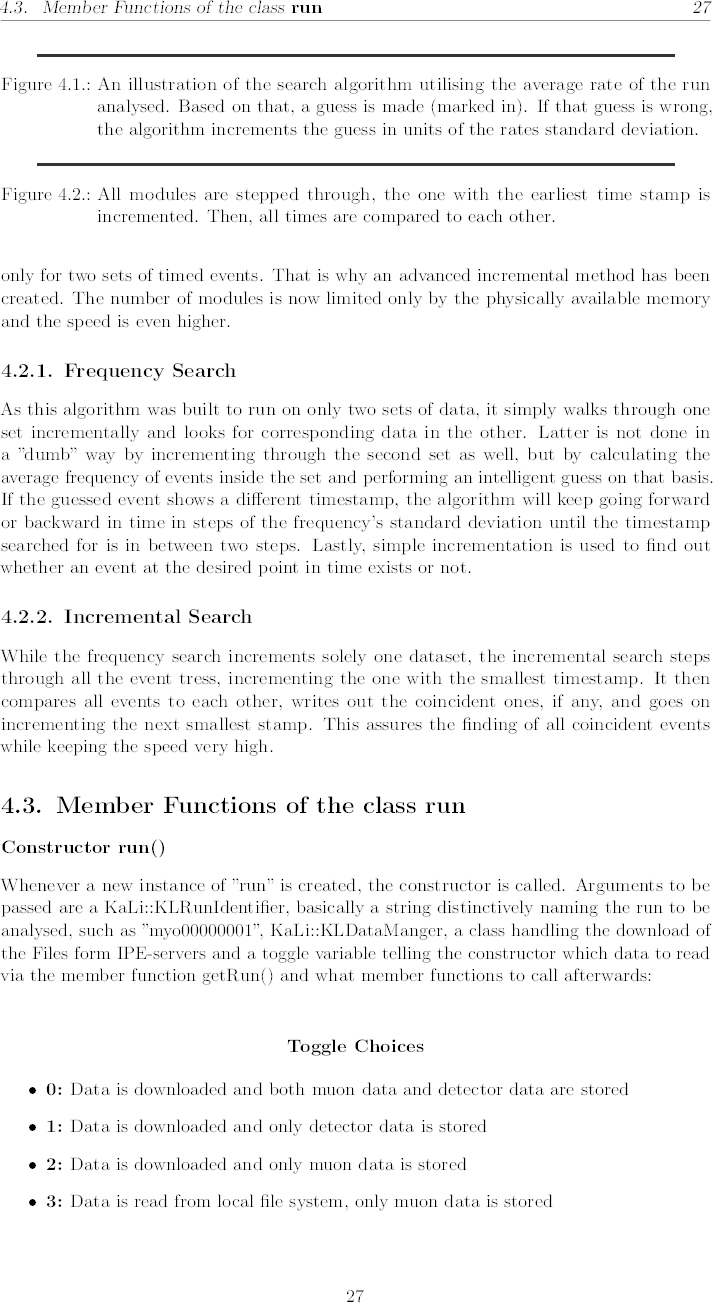 4.3. Member Functions of the class run 27
Figure 4.1.: An illustration of the search algorithm utilising the average rate of the run
analysed. Based on that, a guess is made (marked in). If that guess is wrong,
the algorithm increments the guess in units of the rates standard deviation.
Figure 4.2.: All modules are stepped through, the one with the earliest time stamp is
incremented. Then, all times are compared to each other.
only for two sets of timed events. That is why an advanced incremental method has been
created. The number of modules is now limited only by the physically available memory
and the speed is even higher.
4.2.1. Frequency Search
As this algorithm was built to run on only two sets of data, it simply walks through one
set incrementally and looks for corresponding data in the other. Latter is not done in
a ”dumb” way by incrementing through the second set as well, but by calculating the
average frequency of events inside the set and performing an intelligent guess on that basis.
If the guessed event shows a different timestamp, the algorithm will keep going forward
or backward in time in steps of the frequency's standard deviation until the timestamp
searched for is in between two steps. Lastly, simple incrementation is used to find out
whether an event at the desired point in time exists or not.
4.2.2. Incremental Search
While the frequency search increments solely one dataset, the incremental search steps
through all the event tress, incrementing the one with the smallest timestamp. It then
compares all events to each other, writes out the coincident ones, if any, and goes on
incrementing the next smallest stamp. This assures the finding of all coincident events
while keeping the speed very high.
4.3. Member Functions of the class run
Constructor run()
Whenever a new instance of ”run” is created, the constructor is called. Arguments to be
passed are a KaLi::KLRunIdentifier, basically a string distinctively naming the run to be
analysed, such as ”myo00000001”, KaLi::KLDataManger, a class handling the download of
the Files form IPE-servers and a toggle variable telling the constructor which data to read
via the member function getRun() and what member functions to call afterwards:
Toggle Choices
• 0: Data is downloaded and both muon data and detector data are stored
• 1: Data is downloaded and only detector data is stored
• 2: Data is downloaded and only muon data is stored
• 3: Data is read from local file system, only muon data is stored
27